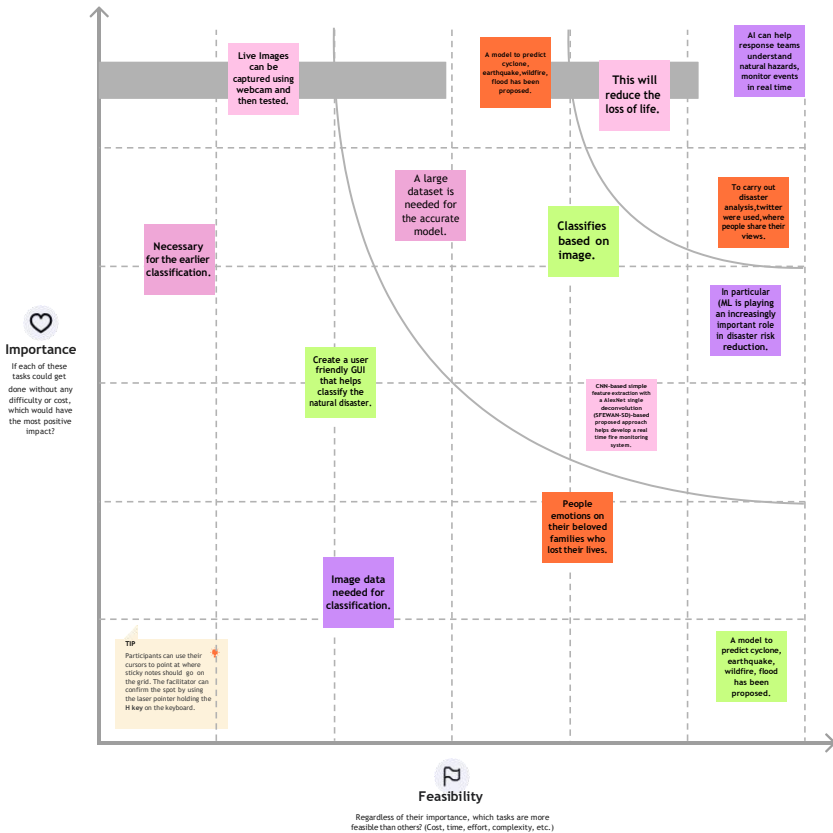 Live Images
can be
captured using
webcam and
then tested.
A model to predict
cyclone,
earthquake,wildfire,
flood has been
proposed.
This will
reduce the
loss of life.
AI can help
response teams
understand
natural hazards,
monitor events
in real time
A large
dataset is
needed for
the accurate
model.
To carry out
disaster
analysis,twitter
were used,where
people share their
views.
Classifies
based on
image.
Necessary
for the earlier
classification.
In particular
(ML is playing
an increasingly
important role
in disaster risk
reduction.
Importance
If each of these
tasks could get
done without any
difficulty or cost,
which would have
the most positive
impact?
Create a user
friendly GUI
that helps
classify the
natural disaster.
CNN-based simple
feature extraction with
a AlexNet single
deconvolution
(SFEWAN-SD)-based
proposed approach
helps develop a real
time fire monitoring
system.
People
emotions on
their beloved
families who
lost their lives.
Image data
needed for
classification.
A model to
predict cyclone,
earthquake,
wildfire, flood
has been
proposed.
TIP
Participants can use their
cursors to point at where
sticky notes should go on
the grid. The facilitator can
confirm the spot by using
the laser pointer holding the
H key on the keyboard.
Feasibility
Regardless of their importance, which tasks are more
feasible than others? (Cost, time, effort, complexity, etc.)